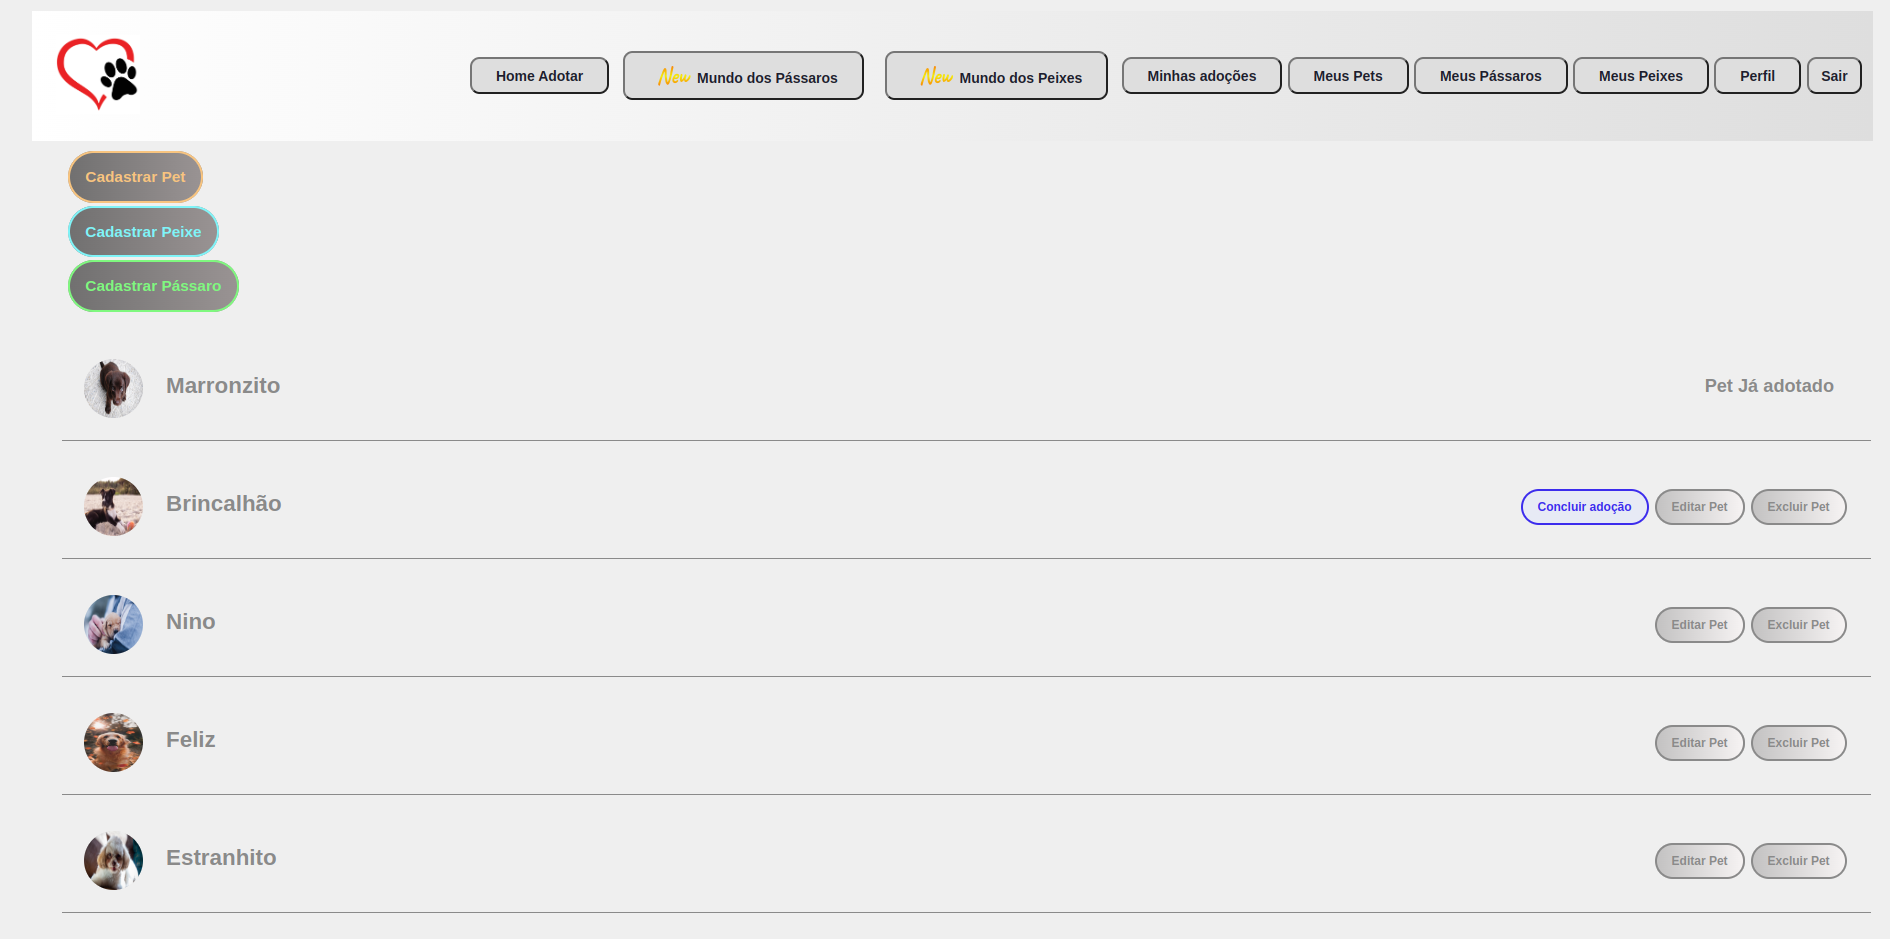 Home Adotar New Mundo dos Pássaros New Mundo dos Peixes Minhas adoções Meus Pets Meus Pássaros Meus Peixes Perfil Sair
Cadastrar Pet
Cadastrar Peixe
Cadastrar Pássaro
Marronzito Pet Já adotado
Brincalhão Concluir adoção Editar Pet Excluir Pet
Nino Editar Pet Excluir Pet
Feliz Editar Pet Excluir Pet
Estranhito Editar Pet Excluir Pet